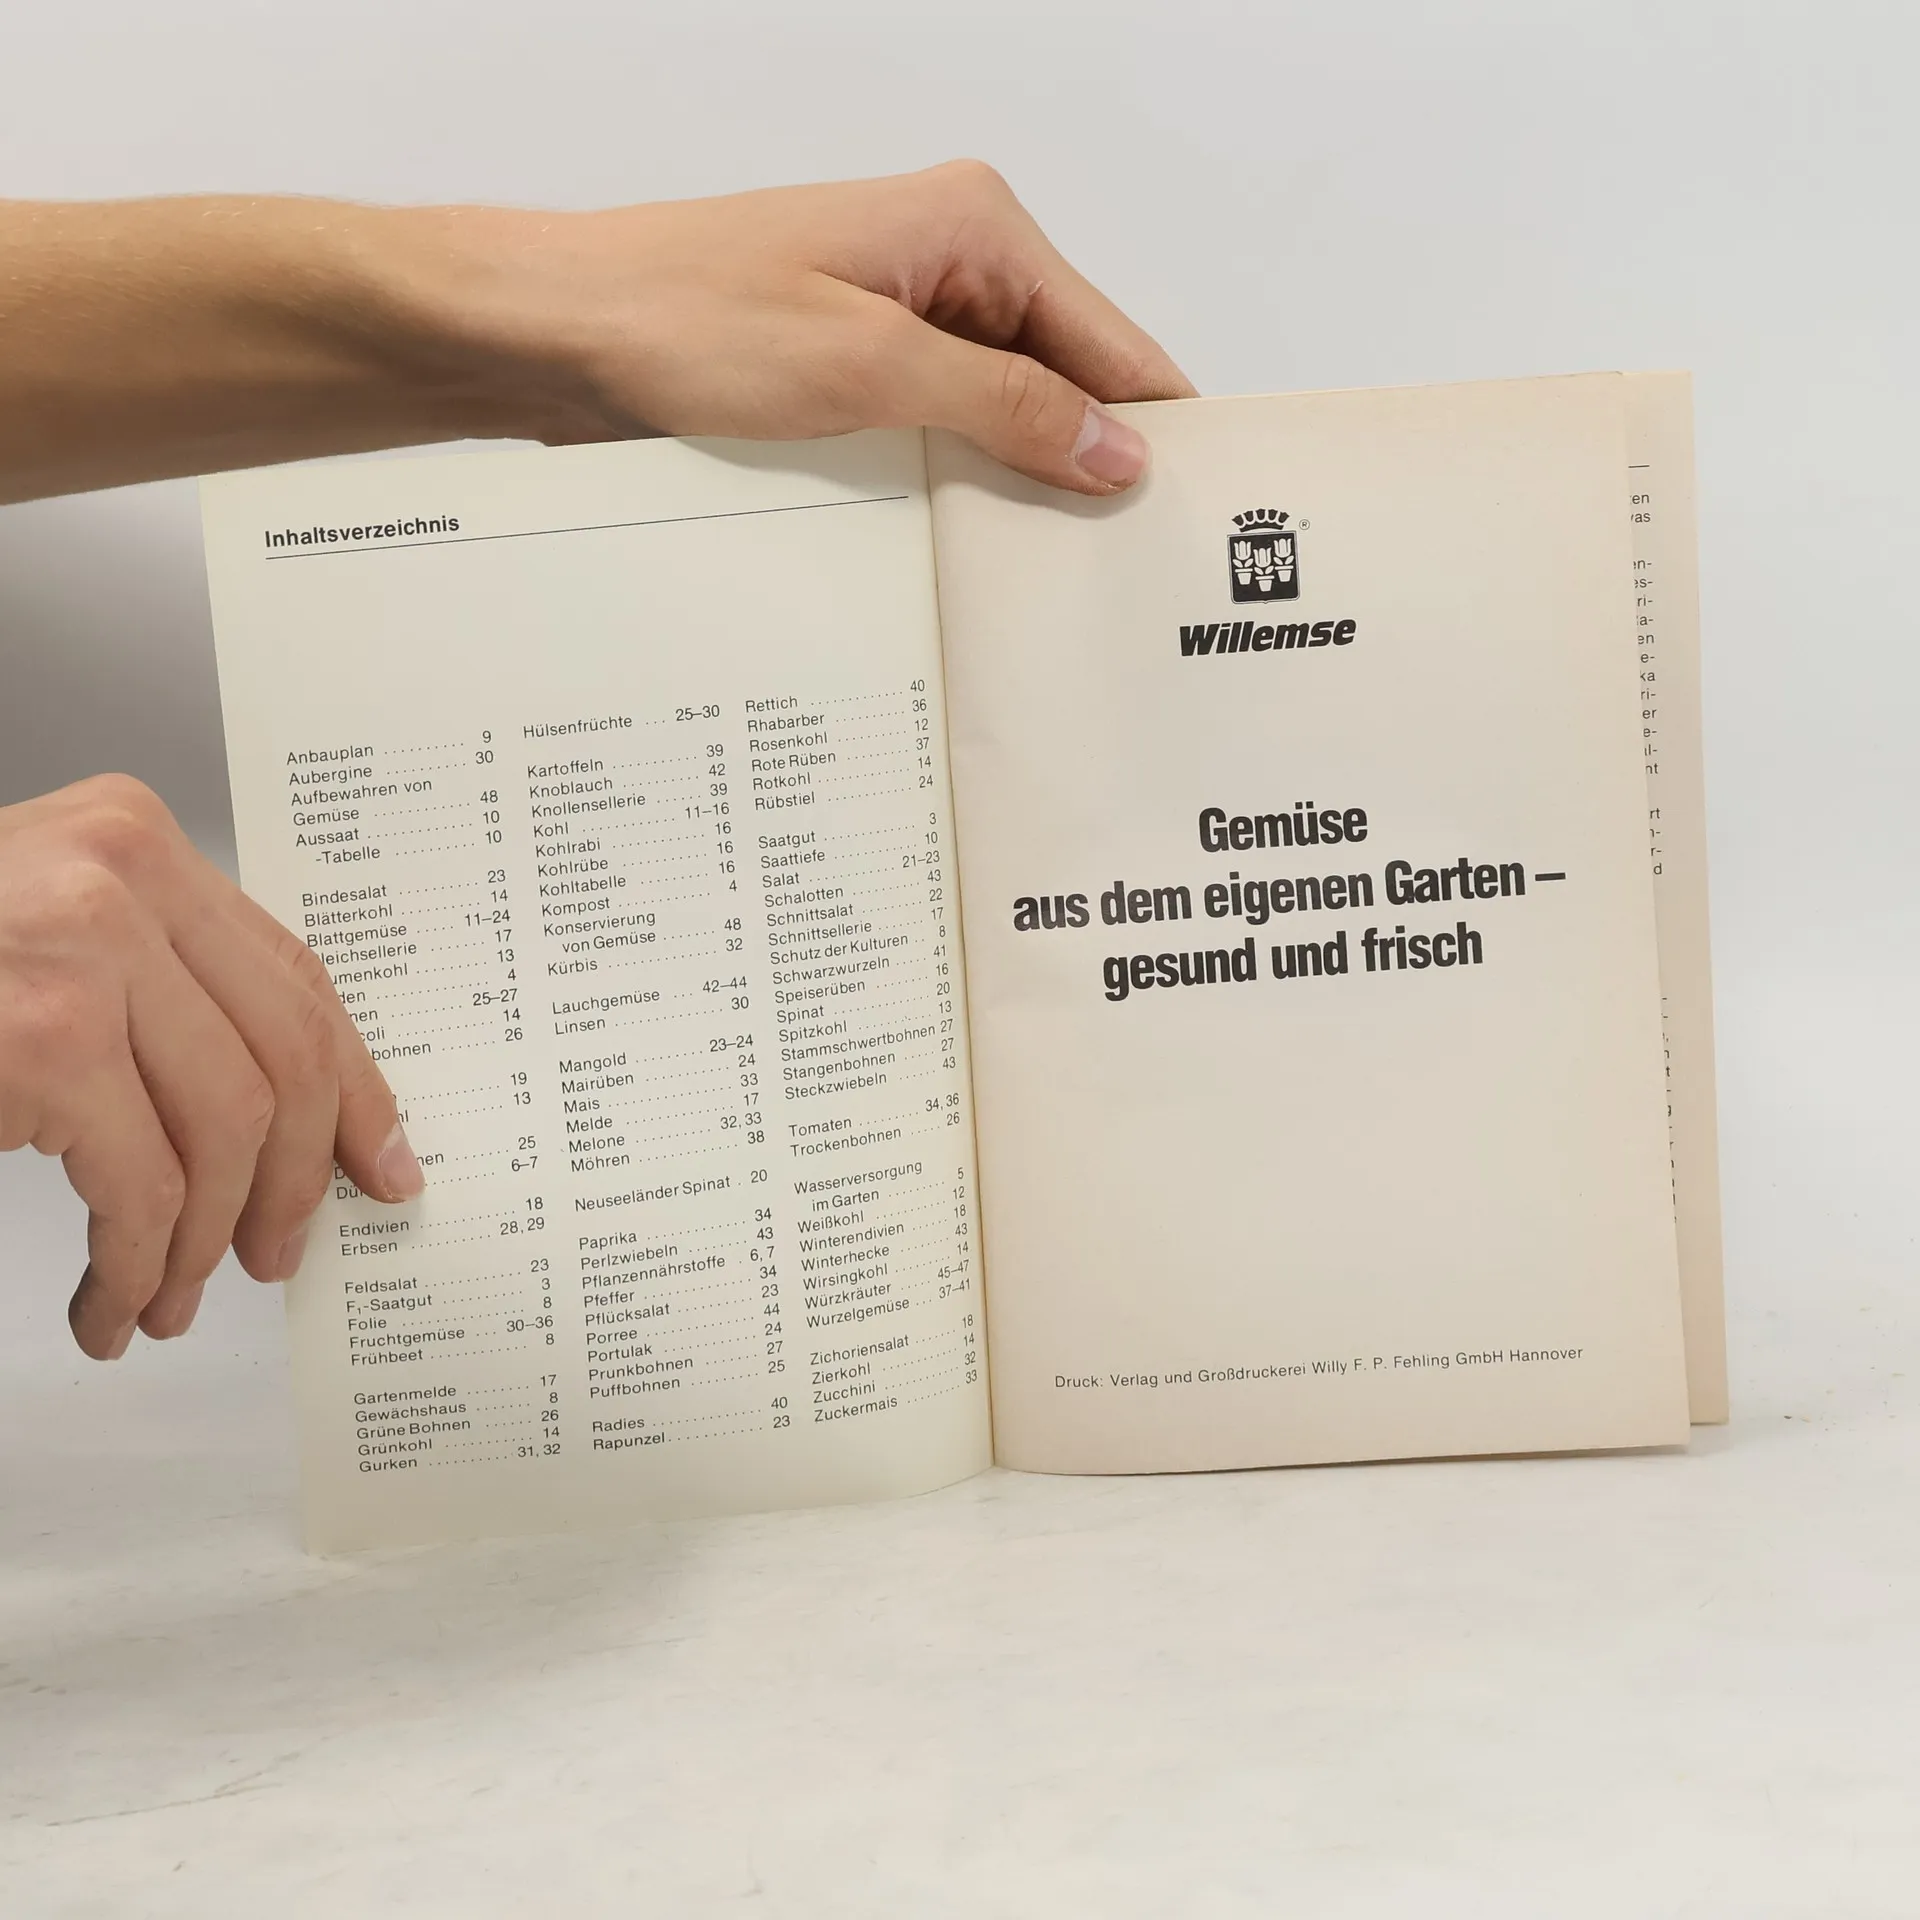 Inhaltsverzeichnis
Anbauplan .......... 9
Aubergine .......... 30
Aufbewahren von
Gemüse ............ 48
Aussaat ............. 10
-Tabelle .......... 10
Bindesalat .......... 23
Blätterkohl .......... 14
Blattgemüse ..... 11–24
....... 17
......... 13
............. 4
.......... 25–27
............ 14
....... 26
........... 19
.......... 13
....... 25
.......... 6–7
Endivien ............ 18
Erbsen .......... 28,29
Feldsalat ............ 23
F₁-Saatgut .......... 3
Folie ............... 8
Fruchtgemüse ... 30–36
Frühbeet ............ 8
Gartenmelde ........ 17
Gewächshaus ....... 8
Grüne Bohnen ...... 26
Grünkohl ........... 14
Gurken .......... 31, 32
Hülsenfrüchte ... 25–30
Kartoffeln ........... 39
Knoblauch .......... 42
Knollensellerie ...... 39
Kohl ............ 11–16
Kohlrabi ............ 16
Kohlrübe ........... 16
Kohltabelle ......... 16
Kompost ............ 4
Konservierung
von Gemüse ....... 48
Kürbis .............. 32
Lauchgemüse ... 42–44
Linsen .............. 30
Mangold ......... 23–24
Mairüben ........... 24
Mais ................ 33
Melde .............. 17
Melone .......... 32, 33
Möhren ............. 38
Neuseeländer Spinat . 20
Paprika ............. 34
Perlzwiebeln ........ 43
Pflanzennährstoffe . 6, 7
Pfeffer .............. 34
Pflücksalat .......... 23
Porree .............. 44
Portulak ............ 24
Prunkbohnen ....... 27
Puffbohnen ......... 25
Radies .............. 40
Rapunzel............ 23
Rettich ............ 40
Rhabarber ......... 36
Rosenkohl ......... 12
Rote Rüben ........ 37
Rotkohl ............ 14
Rübstiel ........... 24
Saatgut ............ 3
Saattiefe .......... 10
Salat ............ 21–23
Schalotten ......... 43
Schnittsalat ........ 22
Schnittsellerie ...... 17
Schutz der Kulturen .. 8
Schwarzwurzeln ..... 41
Speiserüben ....... 16
Spinat ............. 20
Spitzkohl .......... 13
Stammschwertbohnen 27
Stangenbohnen ..... 27
Steckzwiebeln ...... 43
Tomaten ........ 34, 36
Trockenbohnen ..... 26
Wasserversorgung
im Garten ......... 5
Weißkohl .......... 12
Winterendivien ...... 18
Winterhecke ........ 43
Wirsingkohl ........ 14
Würzkräuter ..... 45–47
Wurzelgemüse ... 37–41
Zichoriensalat ....... 18
Zierkohl ........... 14
Zucchini ........... 32
Zuckermais ........ 33
®
Willemse
Gemüse
aus dem eigenen Garten –
gesund und frisch
Druck: Verlag und Großdruckerei Willy F. P. Fehling GmbH Hannover